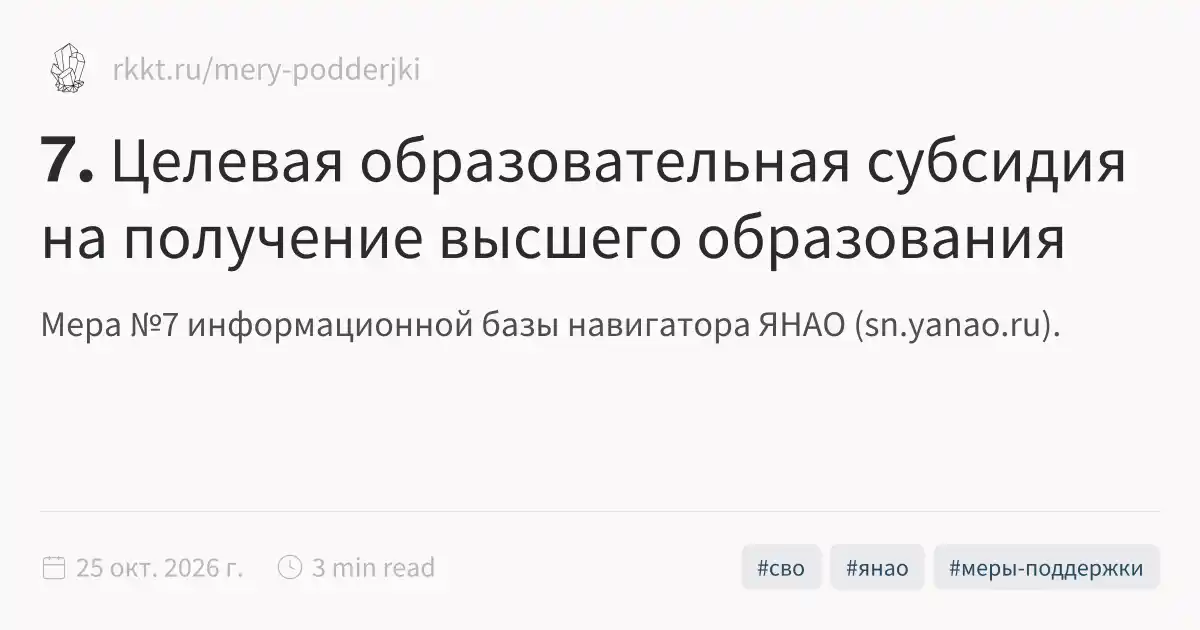 rkkt.ru/mery-podderjki
7. Целевая образовательная субсидия
на получение высшего образования
Мера №7 информационной базы навигатора ЯНАО (sn.yanao.ru).
25 окт. 2026 г. 3 min read #сво #янао #меры-поддержки